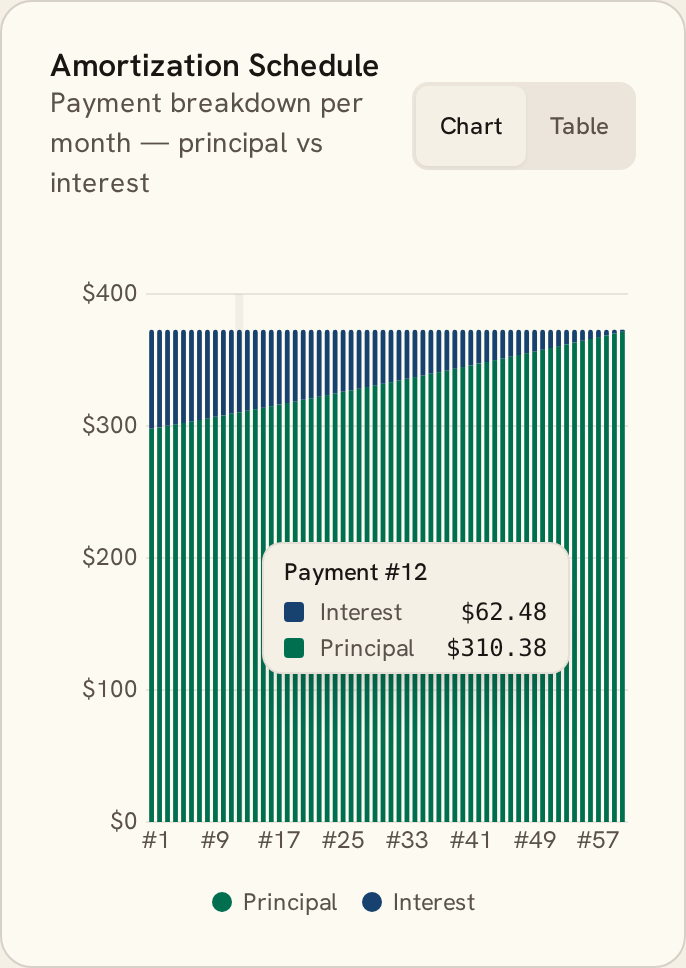 Amortization Schedule
Payment breakdown per
month — principal vs
interest
Chart
Table
$400
$300
$200
$100
$0
Payment #12
Interest $62.48
Principal $310.38
#1 #9 #17 #25 #33 #41 #49 #57
Principal Interest